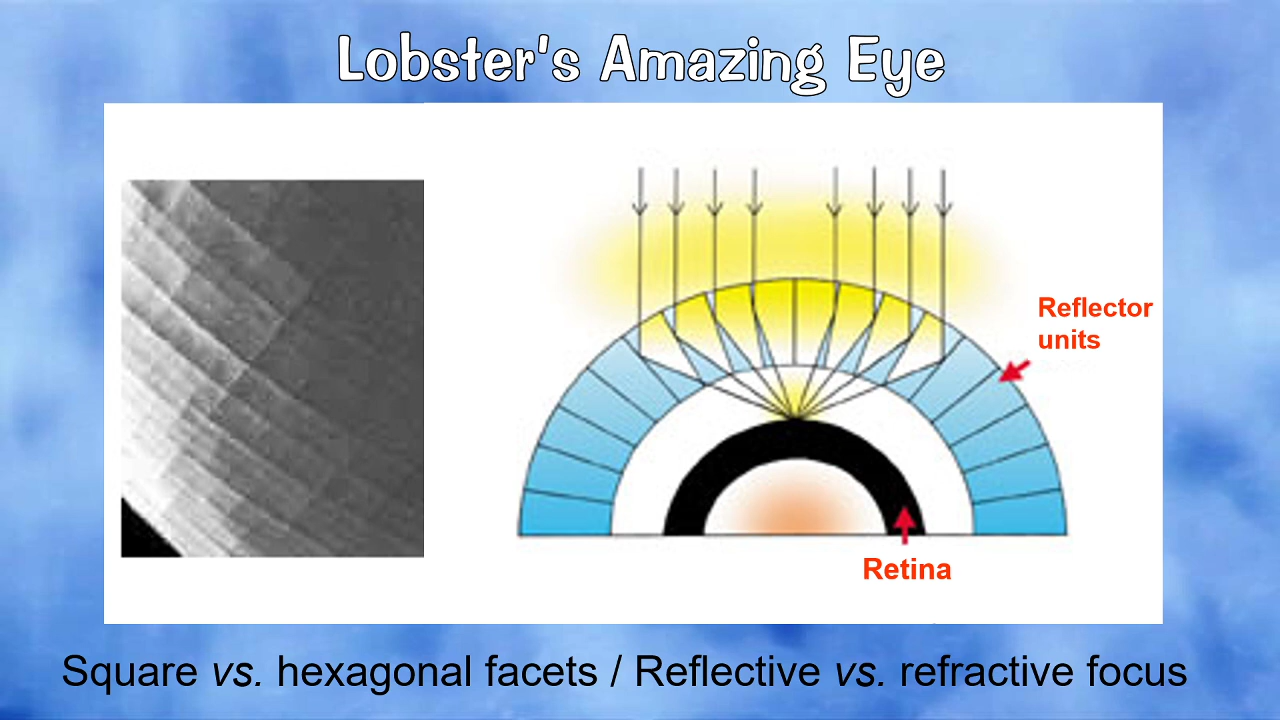 Lobster's Amazing Eye
Reflector
units
Retina
Square vs. hexagonal facets / Reflective vs. refractive focus